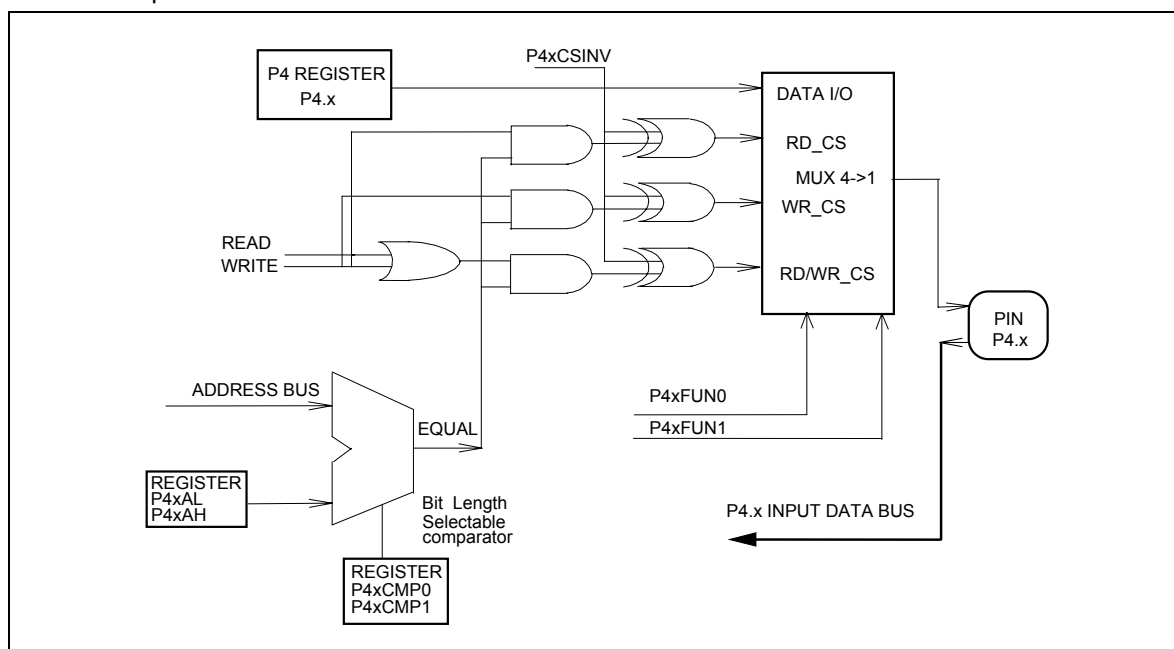 P4 REGISTER
P4.x
P4xCSINV
DATA I/O
RD_CS
MUX 4->1
WR_CS
RD/WR_CS
READ
WRITE
PIN
P4.x
ADDRESS BUS
EQUAL
P4xFUN0
P4xFUN1
REGISTER
P4xAL
P4xAH
Bit Length
Selectable
comparator
P4.x INPUT DATA BUS
REGISTER
P4xCMP0
P4xCMP1